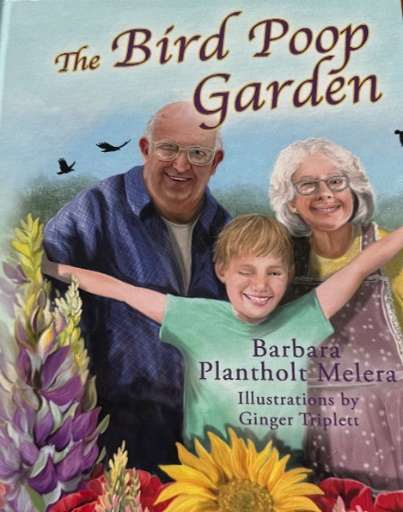 The Bird Poop
Garden
Barbara
Plantholt Melera
Illustrations by
Ginger Triplett